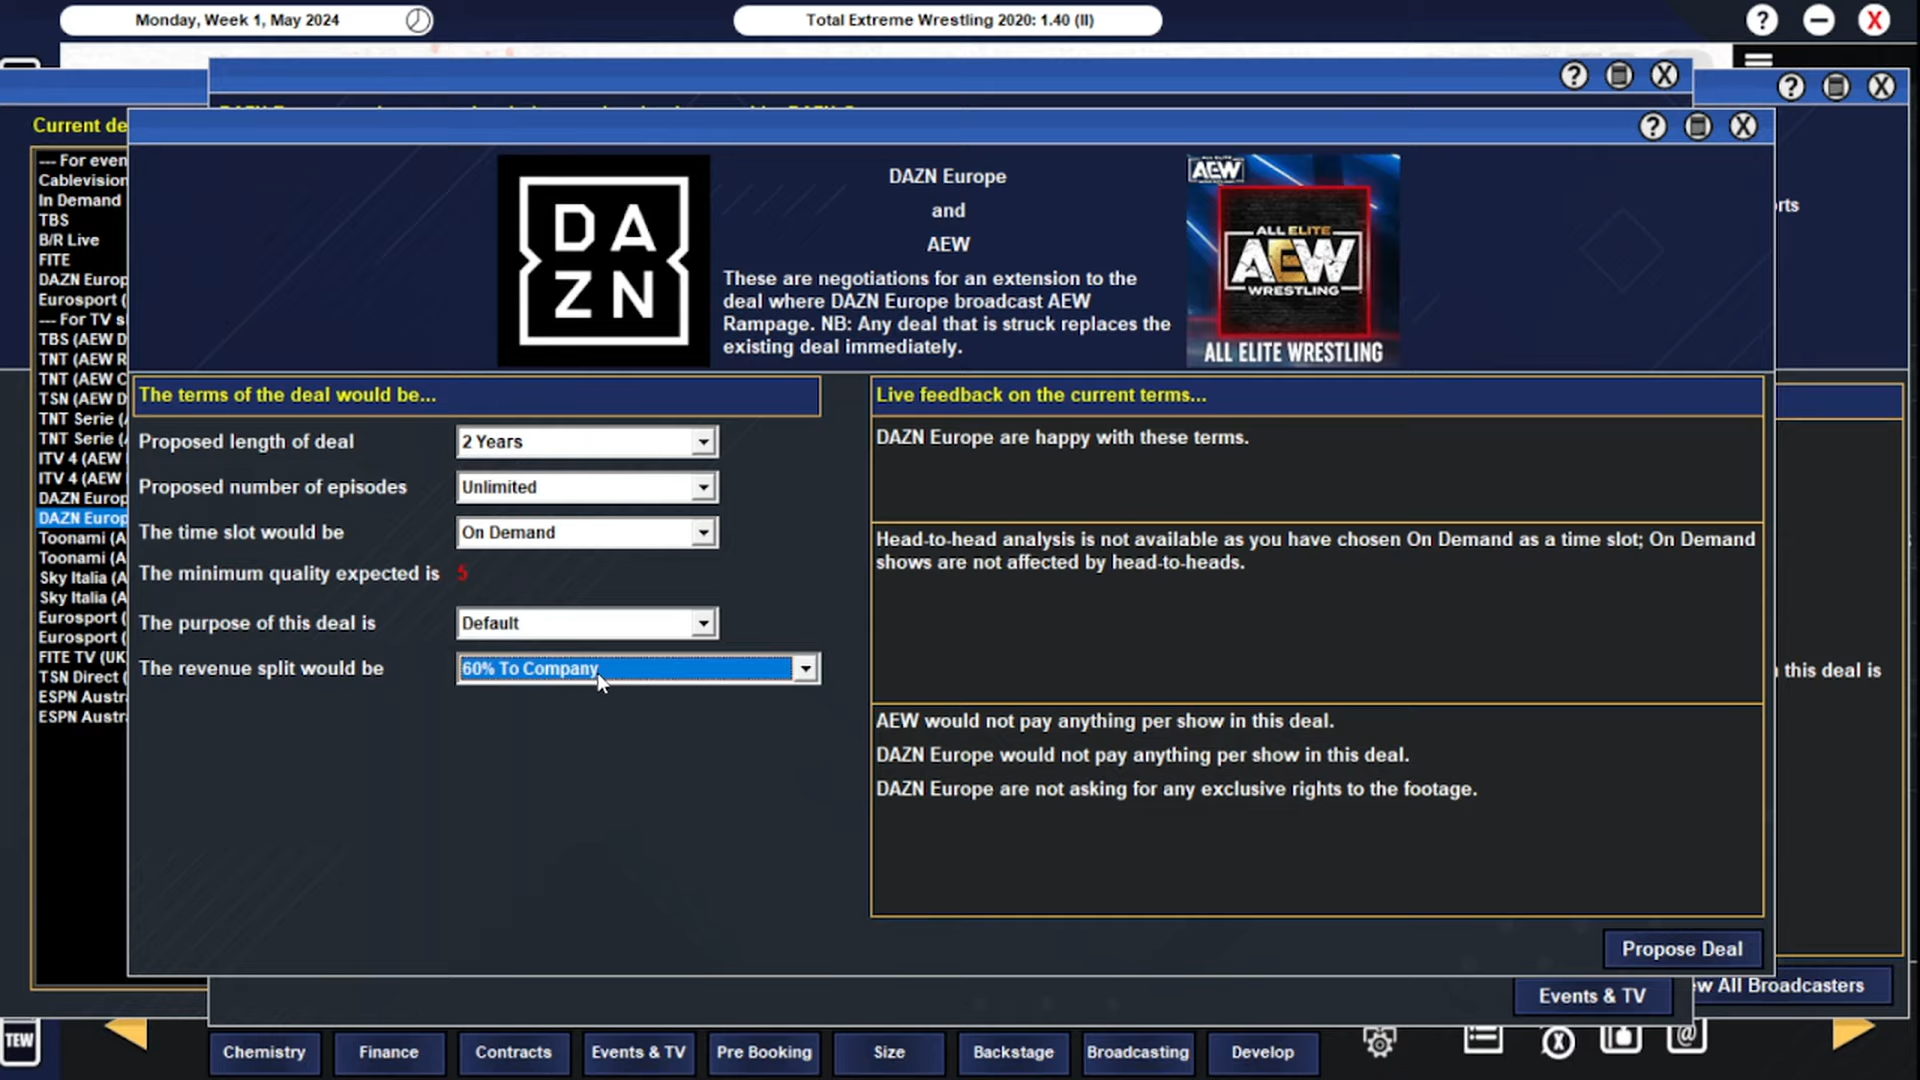 Monday, Week 1, May 2024
Total Extreme Wrestling 2020: 1.40 (II)
Current de
--- For even
Cablevision
In Demand
TBS
B/R Live
FITE
DAZN Europ
Eurosport (
--- For TV s
TBS (AEW D
TNT (AEW R
TNT (AEW C
TSN (AEW D
TNT Serie (
TNT Serie (
ITV 4 (AEW
ITV 4 (AEW
DAZN Europ
DAZN Europ
Toonami (A
Toonami (A
Sky Italia (A
Sky Italia (A
Eurosport (
Eurosport (
FITE TV (UK
TSN Direct (
ESPN Austr
ESPN Austr
DA
ZN
DAZN Europe
and
AEW
These are negotiations for an extension to the
deal where DAZN Europe broadcast AEW
Rampage. NB: Any deal that is struck replaces the
existing deal immediately.
AEW
ALL ELITE
AEW
WRESTLING
ALL ELITE WRESTLING
rts
The terms of the deal would be...
Proposed length of deal
2 Years
Proposed number of episodes
Unlimited
The time slot would be
On Demand
The minimum quality expected is
5
The purpose of this deal is
Default
The revenue split would be
60% To Company
Live feedback on the current terms...
DAZN Europe are happy with these terms.
Head-to-head analysis is not available as you have chosen On Demand as a time slot; On Demand
shows are not affected by head-to-heads.
AEW would not pay anything per show in this deal.
DAZN Europe would not pay anything per show in this deal.
DAZN Europe are not asking for any exclusive rights to the footage.
this deal is
Propose Deal
Events & TV
ew All Broadcasters
TEW
Chemistry
Finance
Contracts
Events & TV
Pre Booking
Size
Backstage
Broadcasting
Develop